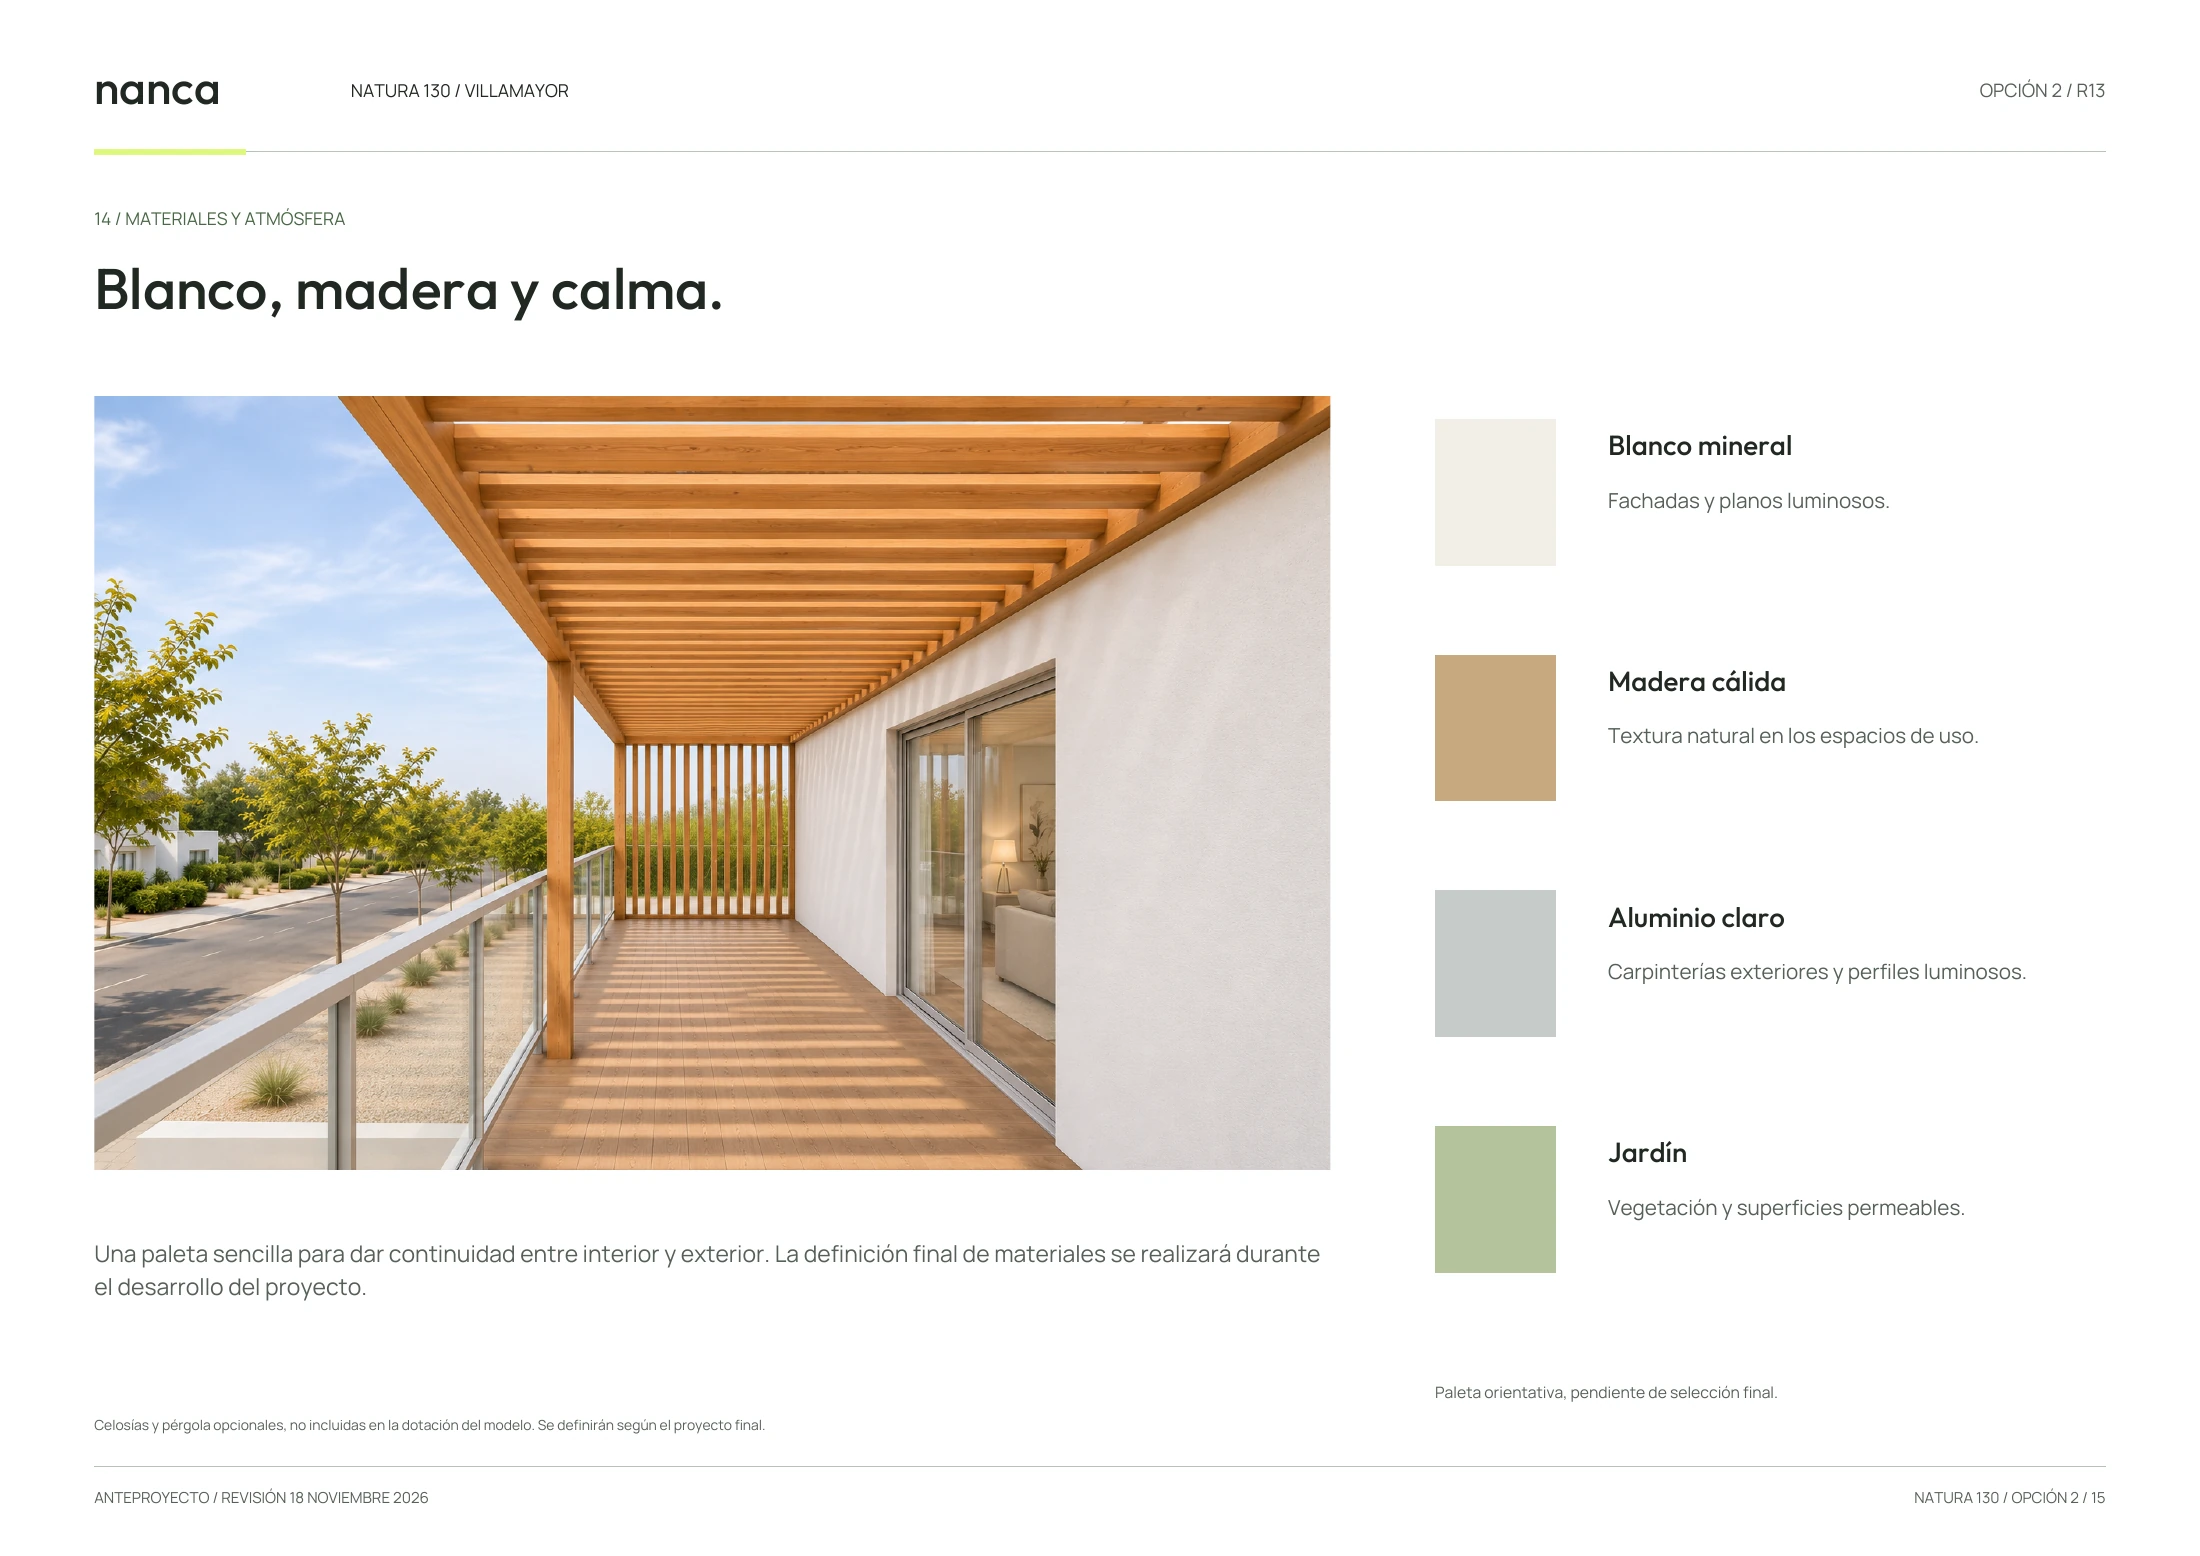 nanca
NATURA 130 / VILLAMAYOR
OPCIÓN 2 / R13
14 / MATERIALES Y ATMÓSFERA
Blanco, madera y calma.
Blanco mineral
Fachadas y planos luminosos.
Madera cálida
Textura natural en los espacios de uso.
Aluminio claro
Carpinterías exteriores y perfiles luminosos.
Jardín
Vegetación y superficies permeables.
Una paleta sencilla para dar continuidad entre interior y exterior. La definición final de materiales se realizará durante
el desarrollo del proyecto.
Paleta orientativa, pendiente de selección final.
Celosías y pérgola opcionales, no incluidas en la dotación del modelo. Se definirán según el proyecto final.
ANTEPROYECTO / REVISIÓN 18 NOVIEMBRE 2026
NATURA 130 / OPCIÓN 2 / 15